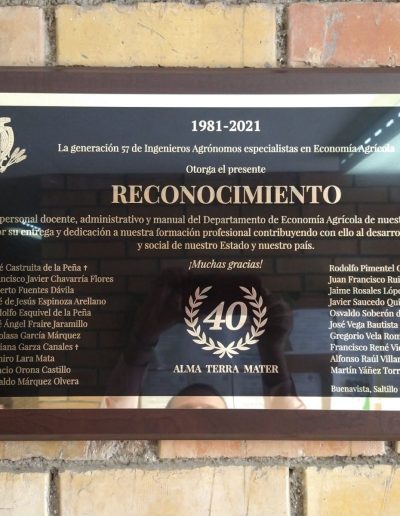 1981-2021
La generación 57 de Ingenieros Agrónomos especialistas en Economía Agrícola
Otorga el presente
RECONOCIMIENTO
personal docente, administrativo y manual del Departamento de Economía Agrícola de nuest
or su entrega y dedicación a nuestra formación profesional contribuyendo con ello al desarro
y social de nuestro Estado y nuestro país.
¡Muchas gracias!
é Castruita de la Peña †
ncisco Javier Chavarría Flores
berto Fuentes Dávila
é de Jesús Espinoza Arellano
dolfo Esquivel de la Peña
é Ángel Fraire Jaramillo
olasa García Márquez
iana Garza Canales †
miro Lara Mata
ncio Orona Castillo
aldo Márquez Olvera
40
ALMA TERRA MATER
Rodolfo Pimentel G
Juan Francisco Rui
Jaime Rosales Lópe
Javier Saucedo Qui
Osvaldo Soberón d
José Vega Bautista
Gregorio Vela Rom
Francisco René Vi
Alfonso Raúl Villar
Martín Yáñez Torr
Buenavista, Saltillo